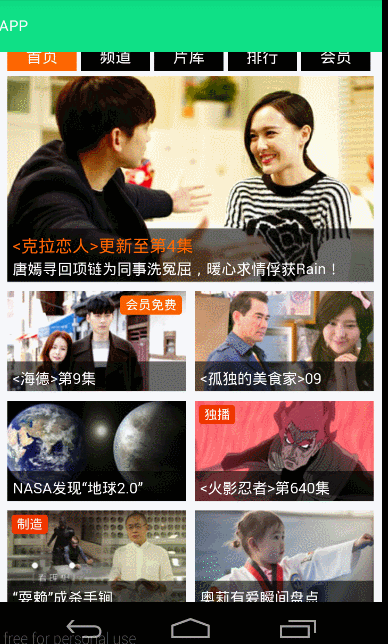 APP
首页 频道 片库 排行 会员
<克拉恋人>更新至第4集
唐嫣寻回项链为同事洗冤屈，暖心求情俘获Rain！
会员免费
<海德>第9集
<孤独的美食家>09
NASA发现“地球2.0”
独播
<火影忍者>第640集
制造
“耍赖”成杀手锏
奥莉有爱瞬间盘点
free for personal use